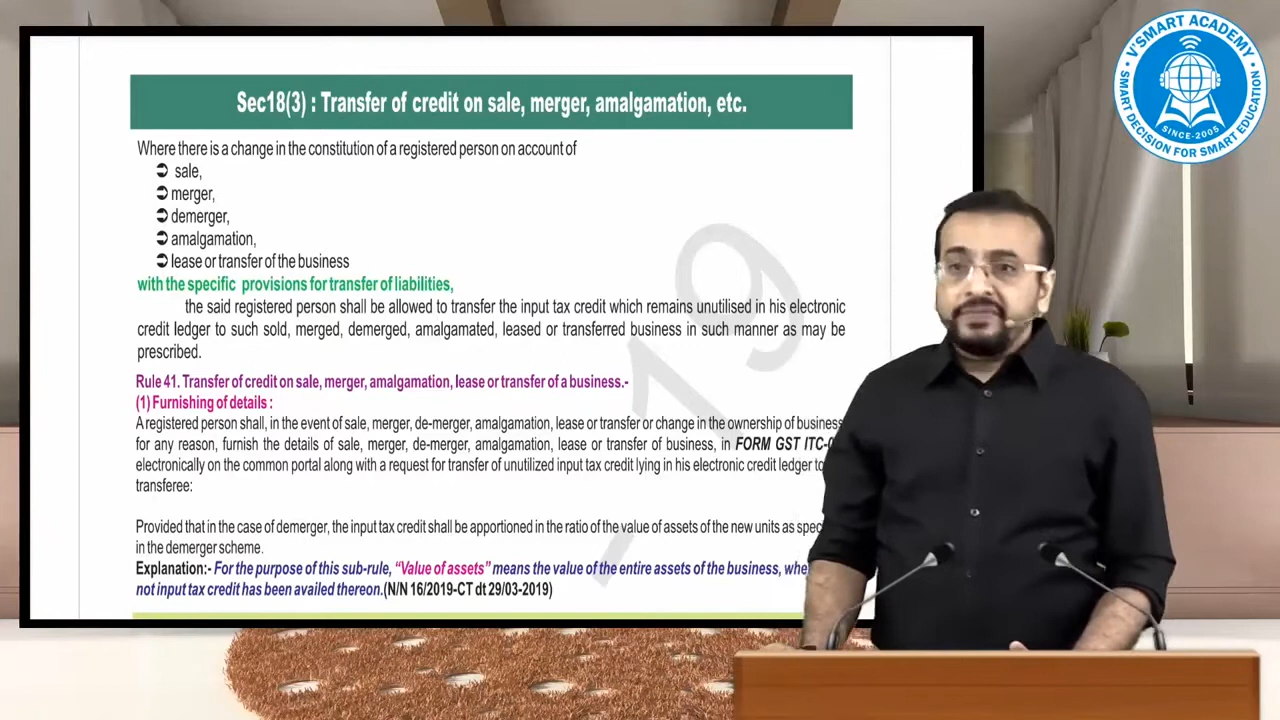 Sec18(3) : Transfer of credit on sale, merger, amalgamation, etc.
Where there is a change in the constitution of a registered person on account of
➲ sale,
➲ merger,
➲ demerger,
➲ amalgamation,
➲ lease or transfer of the business
with the specific provisions for transfer of liabilities,
the said registered person shall be allowed to transfer the input tax credit which remains unutilised in his electronic
credit ledger to such sold, merged, demerged, amalgamated, leased or transferred business in such manner as may be
prescribed.
Rule 41. Transfer of credit on sale, merger, amalgamation, lease or transfer of a business.-
(1) Furnishing of details :
A registered person shall, in the event of sale, merger, de-merger, amalgamation, lease or transfer or change in the ownership of business
for any reason, furnish the details of sale, merger, de-merger, amalgamation, lease or transfer of business, in FORM GST
electronically on the common portal along with a request for transfer of unutilized input tax credit lying in his electronic credit ledger to
transferee:
Provided that in the case of demerger, the input tax credit shall be apportioned in the ratio of the value of assets of the new units as
in the demerger scheme.
Explanation:- For the purpose of this sub-rule, “Value of assets” means the value of the entire assets of the business,
not input tax credit has been availed thereon.(N/N 16/2019-CT dt 29/03-2019)
-19
V'SMART ACADEMY
SMART DECISION FOR SMART EDUCATION
SINCE-2005